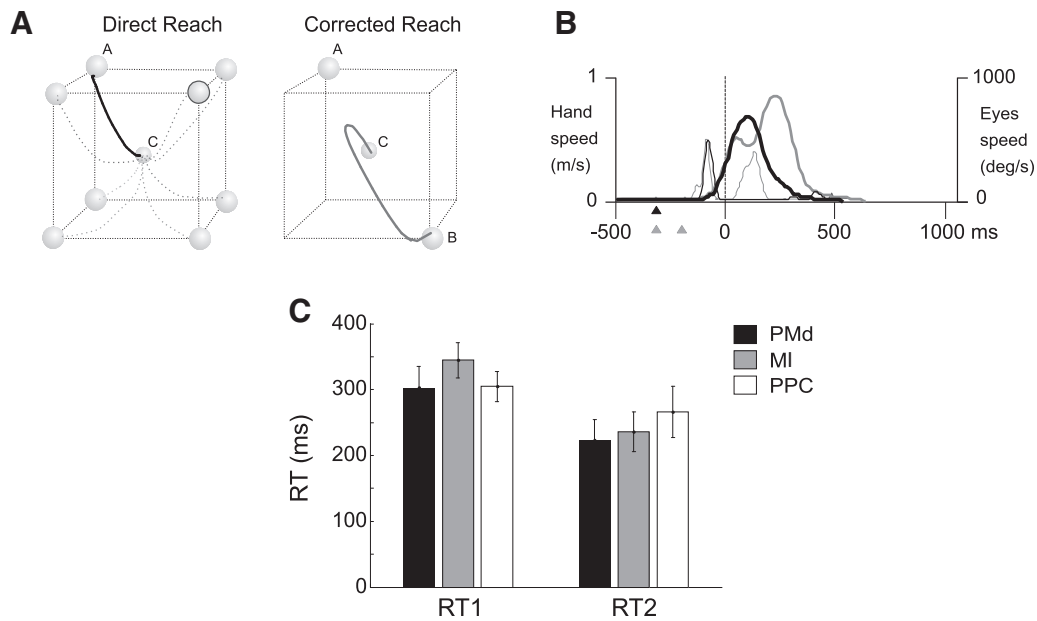 A
Direct Reach
A
C
Corrected Reach
A
C
B
B
1
1000
Hand
speed
(m/s)
Eyes
speed
(deg/s)
0
0
-500
0
500
1000 ms
C
400
300
200
100
0
RT (ms)
RT1
RT2
PMd
MI
PPC